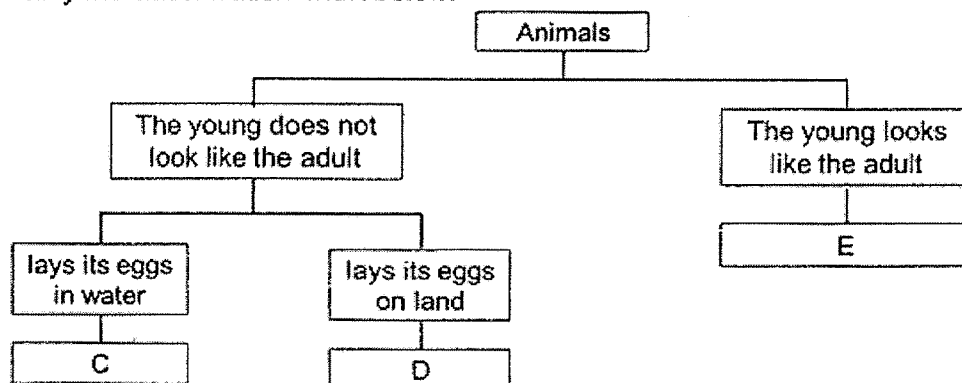 Animals
The young does not
look like the adult
The young looks
like the adult
lays its eggs
in water
lays its eggs
on land
E
C
D